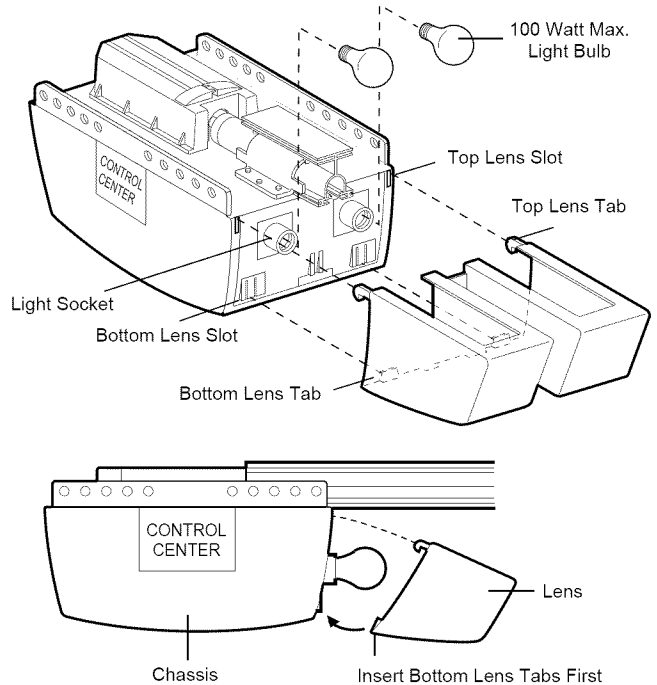 100 Watt Max.
Light Bulb
Top Lens Slot
CONTROL
CENTER
Top Lens Tab
Light Socket
Bottom Lens Slot
Bottom Lens Tab
CONTROL
CENTER
Lens
Chassis
Insert Bottom Lens Tabs First